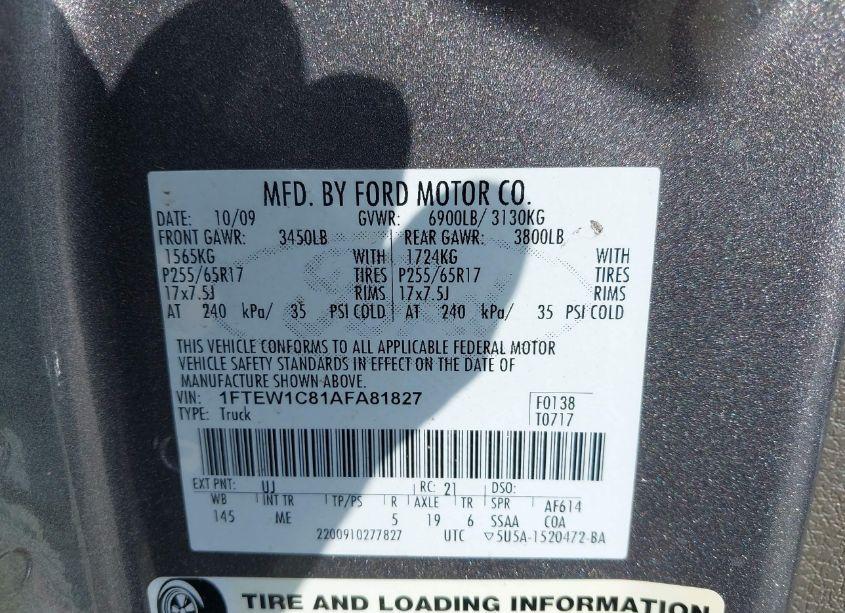 MFD. BY FORD MOTOR CO.
DATE: 10/09 GVWR: 6900LB/ 3130KG
FRONT GAWR: 3450LB REAR GAWR: 3800LB
1565KG WITH 1724KG WITH
P255/65R17 TIRES P255/65R17 TIRES
17x7.5J RIMS 17x7.5J RIMS
AT 240 kPa/ 35 PSI COLD AT 240 kPa/ 35 PSI COLD
THIS VEHICLE CONFORMS TO ALL APPLICABLE FEDERAL MOTOR
VEHICLE SAFETY STANDARDS IN EFFECT ON THE DATE OF
MANUFACTURE SHOWN ABOVE.
VIN: 1FTEW1C81AFA81827 F0138
TYPE: Truck T0717
EXT PNT: UJ RC: 21 DSO:
WB INT TR TP/PS R AXLE TR SPR AF614
145 ME 5 19 6 SSAA COA
2200910277827 UTC ▽5U5A-1520472-BA
TIRE AND LOADING INFORMATION